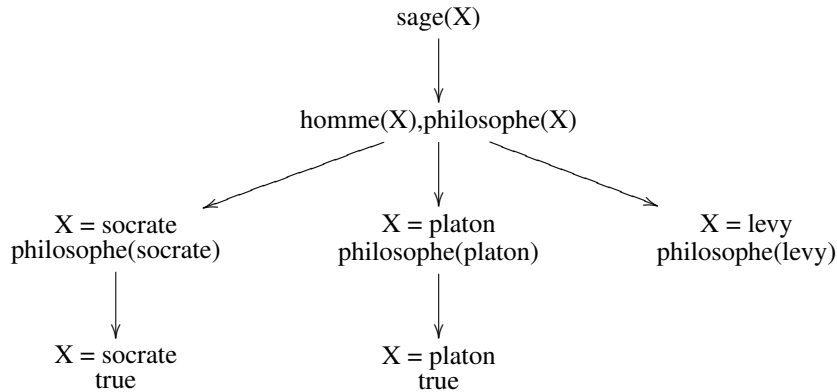 sage(X)
homme(X),philosophe(X)
X = socrate
philosophe(socrate)
X = platon
philosophe(platon)
X = levy
philosophe(levy)
X = socrate
true
X = platon
true